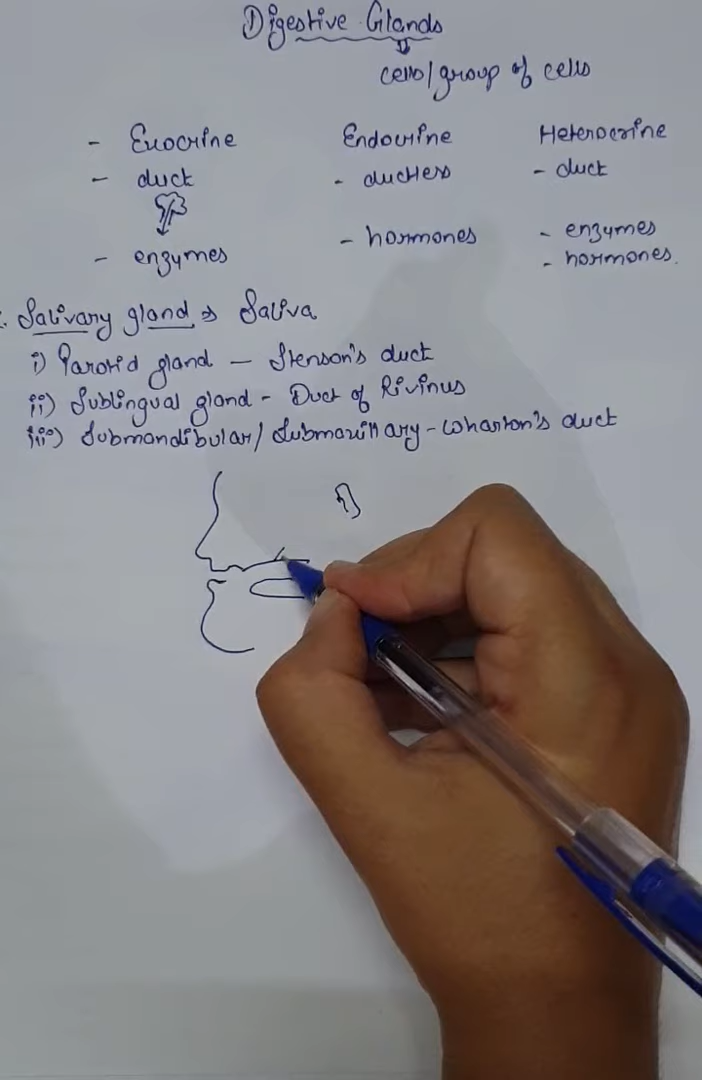 Digestive Glands
cells/group of cells
- Exocrine Endocrine Heterocrine
- duct - ductless - duct
- enzymes - hormones - enzymes
- hormones.
Salivary gland → Saliva
i) Parotid gland — Stenson's duct
ii) Sublingual gland - Duct of Rivinus
iii) Submandibular/Submaxillary - Wharton's duct